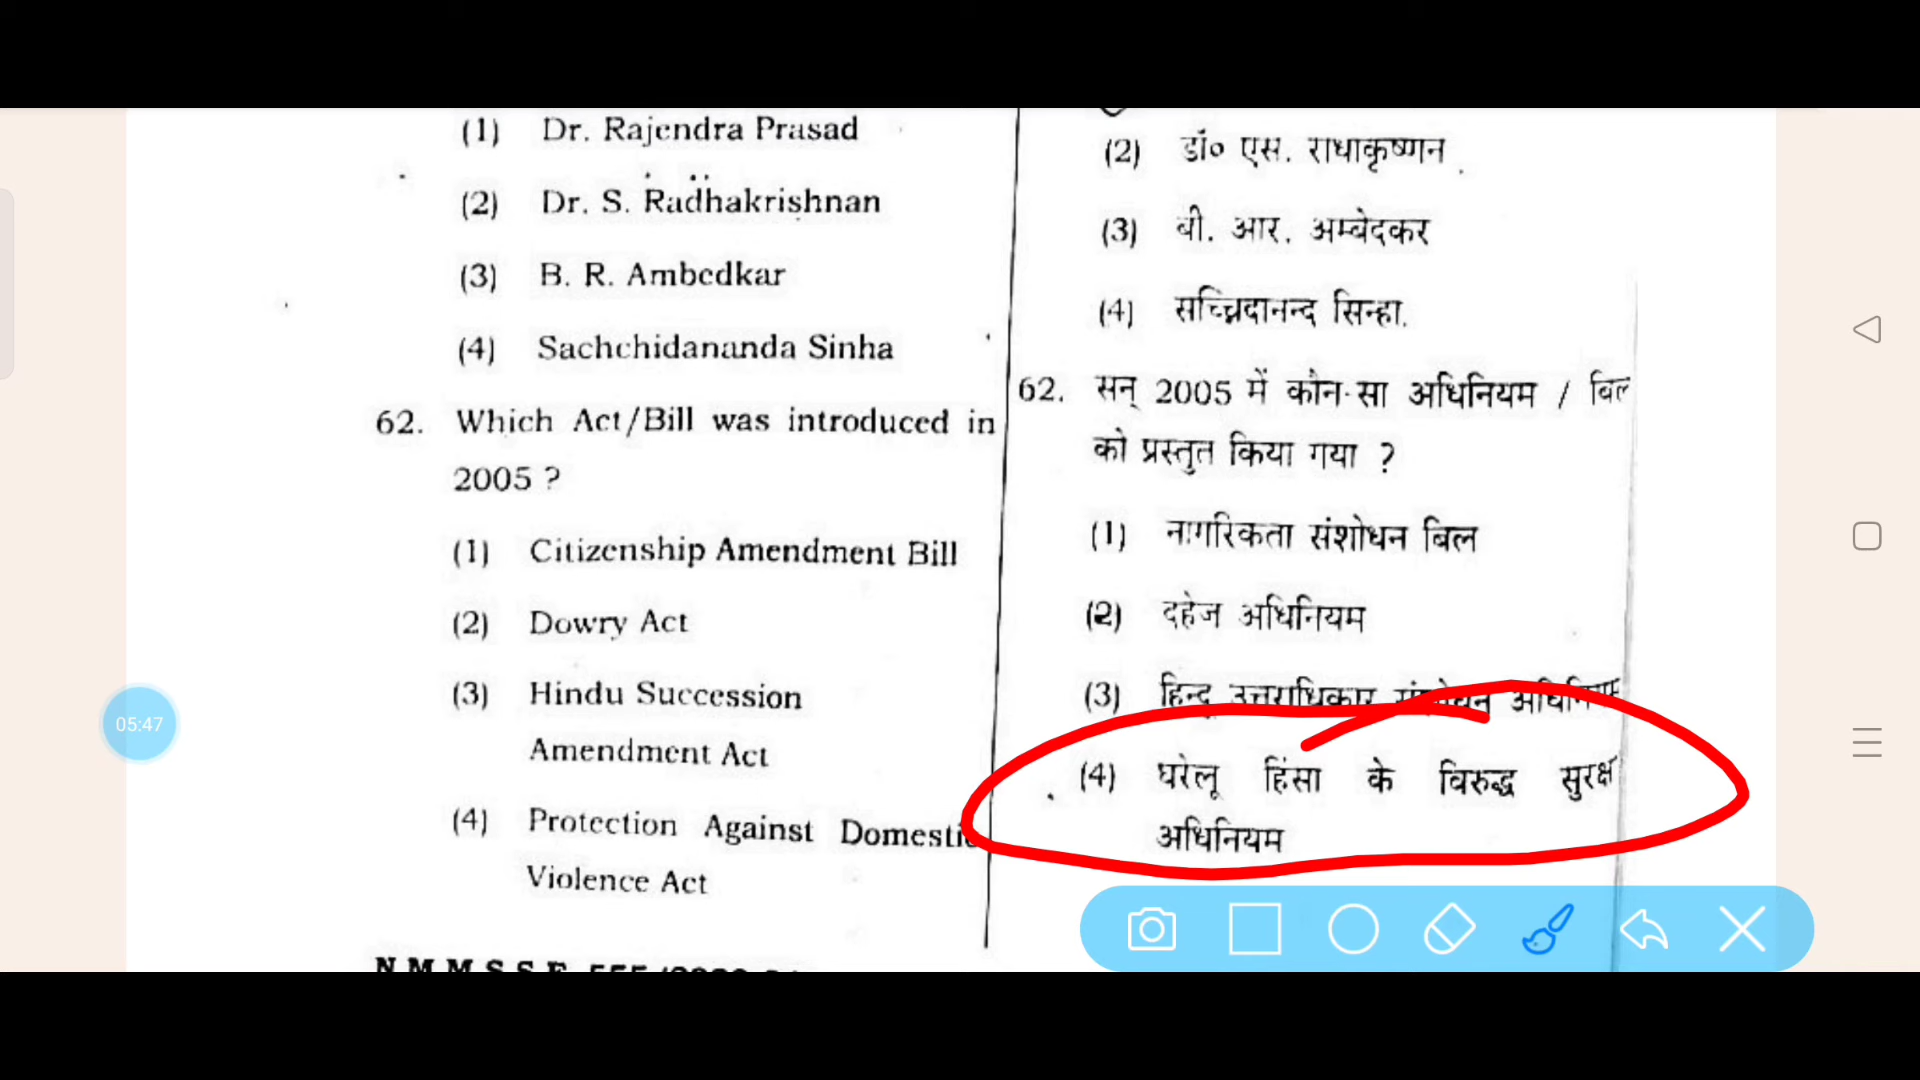 (1) Dr. Rajendra Prasad
(2) Dr. S. Radhakrishnan
(3) B. R. Ambedkar
(4) Sachchidananda Sinha
62. Which Act/Bill was introduced in
2005 ?
(1) Citizenship Amendment Bill
(2) Dowry Act
(3) Hindu Succession
Amendment Act
(4) Protection Against Domestic
Violence Act
(2) डॉ० एस. राधाकृष्णन
(3) बी. आर. अम्बेदकर
(4) सच्चिदानन्द सिन्हा.
62. सन् 2005 में कौन-सा अधिनियम / बिल
को प्रस्तुत किया गया ?
(1) नागरिकता संशोधन बिल
(2) दहेज अधिनियम
(3) हिन्दू उत्तराधिकार संशोधन अधिनियम
(4) घरेलू हिंसा के विरुद्ध सुरक्षा
अधिनियम
05:47